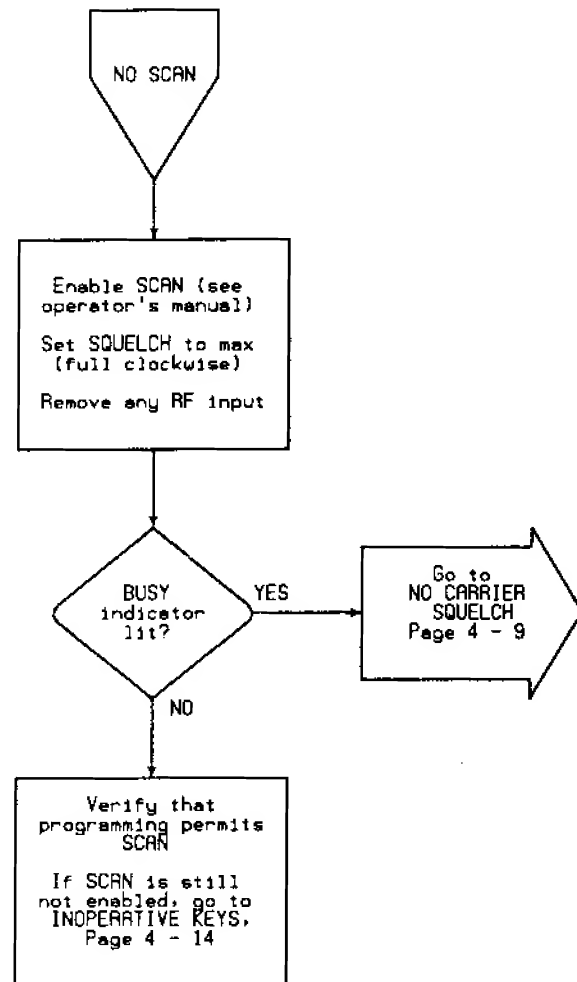 NO SCAN
Enable SCAN (see
operator's manual)
Set SQUELCH to max
(full clockwise)
Remove any RF input
BUSY
indicator
lit?
YES
Go to
NO CARRIER
SQUELCH
Page 4 - 9
NO
Verify that
programming permits
SCAN
If SCAN is still
not enabled, go to
INOPERATIVE KEYS,
Page 4 - 14